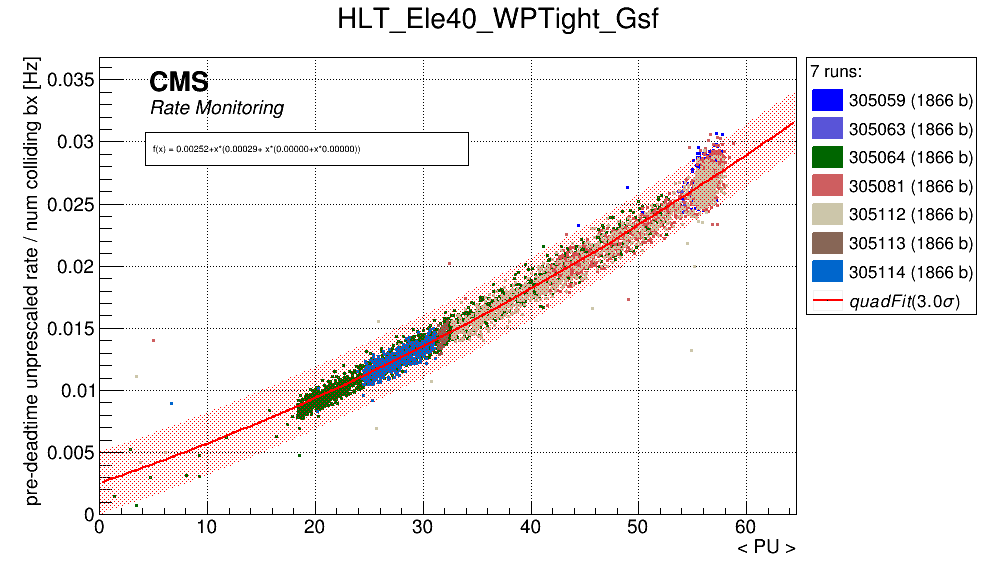 HLT_Ele40_WPTight_Gsf
pre-deadtime unprescaled rate / num colliding bx [Hz]
0.035
0.03
0.025
0.02
0.015
0.01
0.005
0
CMS
Rate Monitoring
f(x) = 0.00252+x*(0.00029+ x*(0.00000+x*0.00000))
0 10 20 30 40 50 60
< PU >
7 runs:
305059 (1866 b)
305063 (1866 b)
305064 (1866 b)
305081 (1866 b)
305112 (1866 b)
305113 (1866 b)
305114 (1866 b)
quadFit(3.0σ)